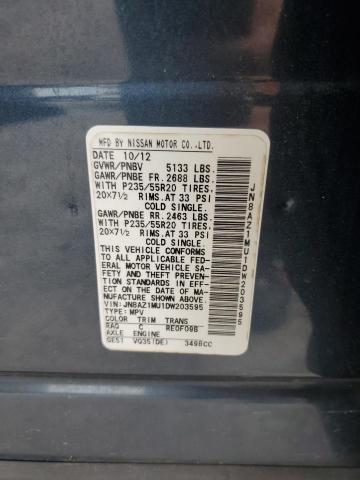 MFG BY NISSAN MOTOR CO.,LTD.
DATE 10/12
GVWR/PNBV 5133 LBS.
GAWR/PNBE FR. 2688 LBS.
WITH P235/55R20 TIRES,
20X7½ RIMS.AT 33 PSI
COLD SINGLE.
GAWR/PNBE RR. 2463 LBS.
WITH P235/55R20 TIRES,
20X7½ RIMS.AT 33 PSI
COLD SINGLE.
THIS VEHICLE CONFORMS
TO ALL APPLICABLE FED-
ERAL MOTOR VEHICLE SA-
FETY AND THEFT PREVENT-
ION STANDARDS IN EFF-
ECT ON THE DATE OF MA-
NUFACTURE SHOWN ABOVE.
VIN: JN8AZ1MU1DW203595
TYPE: MPV
COLOR TRIM TRANS
RAQ C RE0F09B
AXLE ENGINE
GE51 VQ35(DE) 3498CC
JN8AZ1MU1DW203595